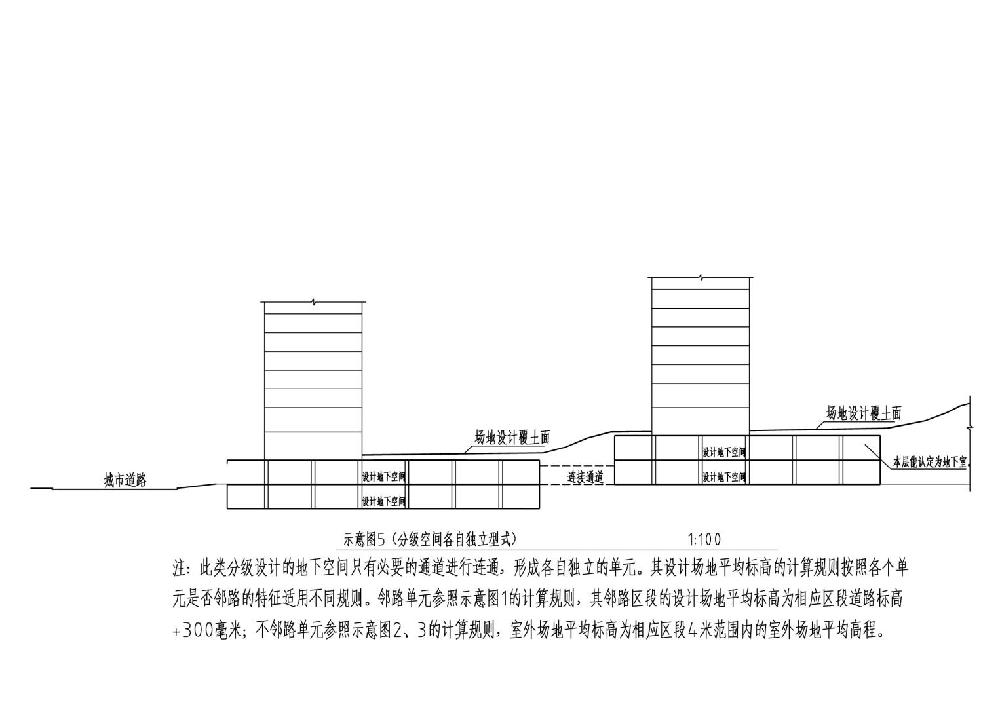 场地设计覆土面
场地设计覆土面
设计地下空间
本层能认定为地下室。
城市道路
设计地下空间
连接通道
设计地下空间
设计地下空间
示意图5（分级空间各自独立型式） 1:100
注：此类分级设计的地下空间只有必要的通道进行连通，形成各自独立的单元。其设计场地平均标高的计算规则按照各个单
元是否邻路的特征适用不同规则。邻路单元参照示意图1的计算规则，其邻路区段的设计场地平均标高为相应区段道路标高
+300毫米；不邻路单元参照示意图2、3的计算规则，室外场地平均标高为相应区段4米范围内的室外场地平均高程。